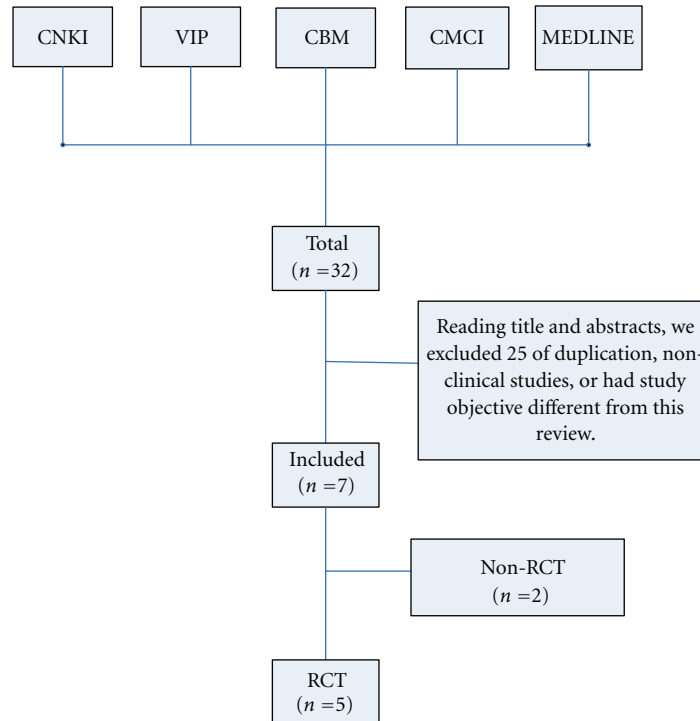 CNKI
VIP
CBM
CMCI
MEDLINE
Total
(n =32)
Reading title and abstracts, we
excluded 25 of duplication, non-
clinical studies, or had study
objective different from this
review.
Included
(n =7)
Non-RCT
(n =2)
RCT
(n =5)